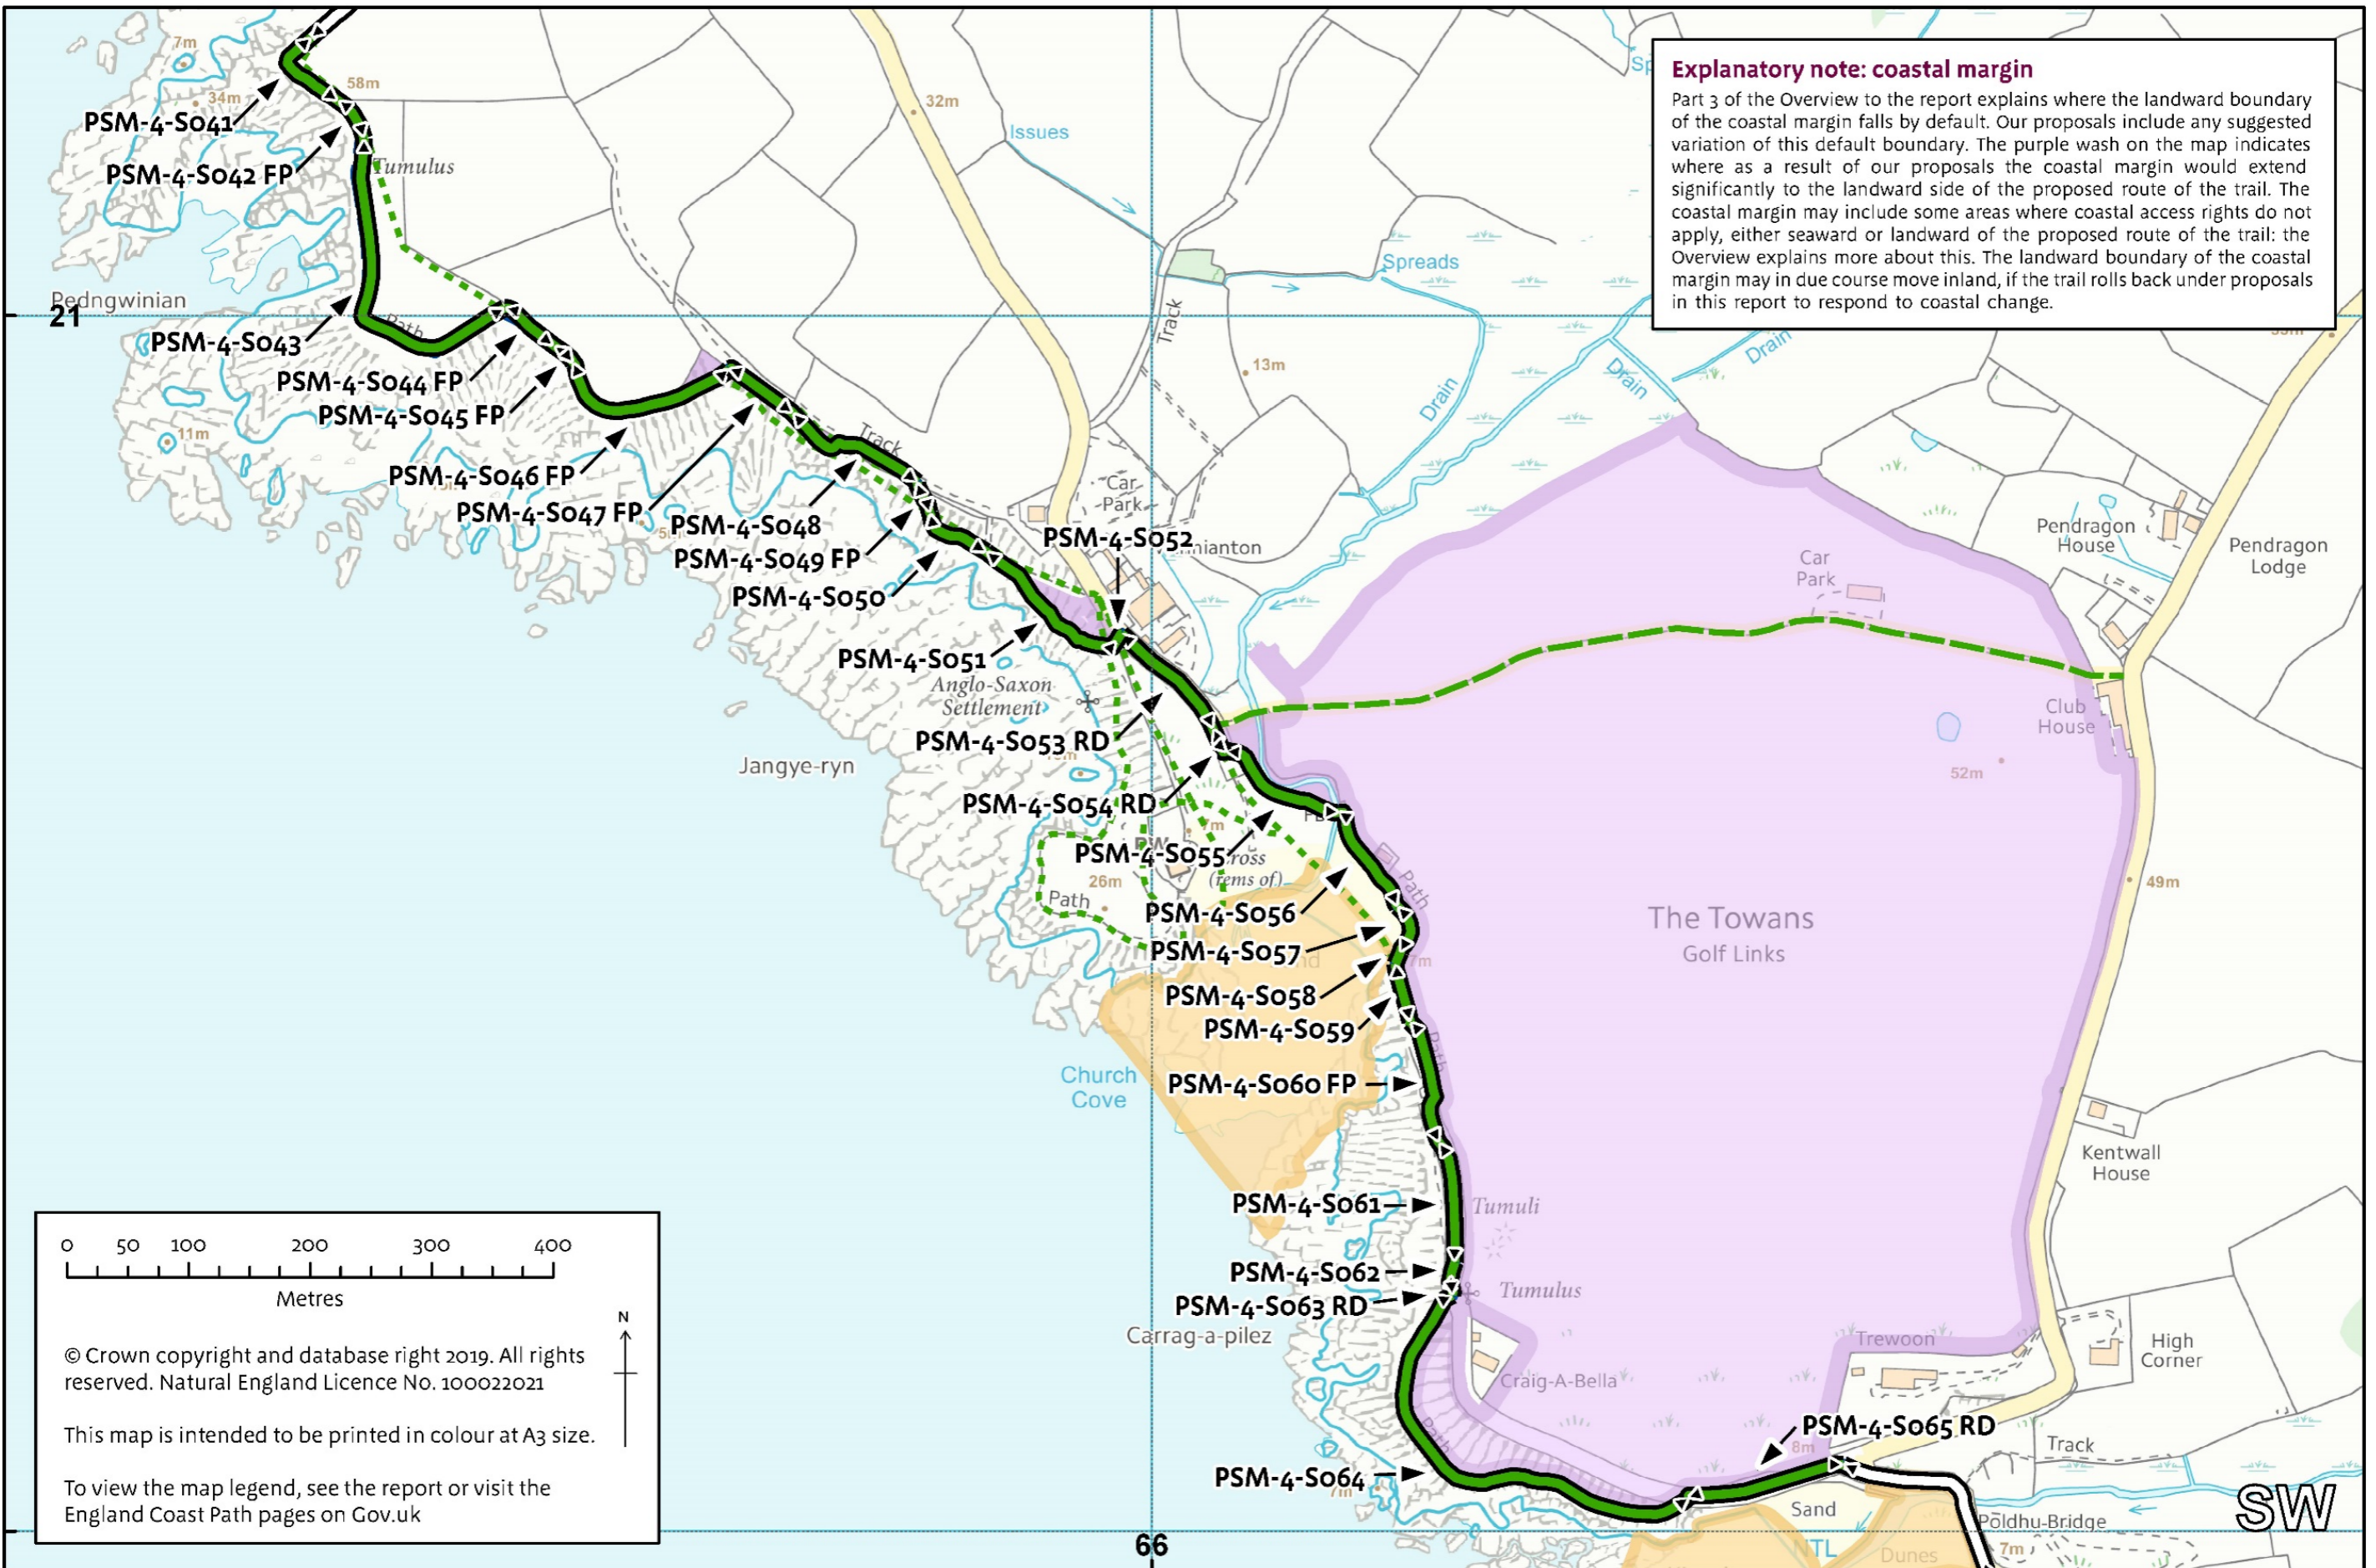 Explanatory note: coastal margin
Part 3 of the Overview to the report explains where the landward boundary
of the coastal margin falls by default. Our proposals include any suggested
variation of this default boundary. The purple wash on the map indicates
where as a result of our proposals the coastal margin would extend
significantly to the landward side of the proposed route of the trail. The
coastal margin may include some areas where coastal access rights do not
apply, either seaward or landward of the proposed route of the trail: the
Overview explains more about this. The landward boundary of the coastal
margin may in due course move inland, if the trail rolls back under proposals
in this report to respond to coastal change.
7m
34m
58m
PSM-4-S041
PSM-4-S042 FP
Tumulus
32m
Issues
Spreads
Pedngwinian
21
Path
PSM-4-S043
Track
13m
Drain
Drain
Drain
PSM-4-S044 FP
PSM-4-S045 FP
11m
PSM-4-S046 FP
PSM-4-S047 FP
Track
PSM-4-S048
PSM-4-S049 FP
PSM-4-S050
Car
Park
PSM-4-S052
Car
Park
Pendragon
House
Pendragon
Lodge
PSM-4-S051
Anglo-Saxon
Settlement
PSM-4-S053 RD
Jangye-ryn
PSM-4-S054 RD
Club
House
52m
7m
PSM-4-S055
(rems of)
26m
Path
Path
49m
The Towans
Golf Links
PSM-4-S056
PSM-4-S057
7m
PSM-4-S058
PSM-4-S059
Path
Church
Cove
PSM-4-S060 FP
Kentwall
House
PSM-4-S061
Tumuli
PSM-4-S062
Tumulus
PSM-4-S063 RD
Carrag-a-pilez
Craig-A-Bella
Trewoon
High
Corner
Path
PSM-4-S065 RD
8m
Track
PSM-4-S064
7m
Sand
Poldhu-Bridge
SW
66
NTL
Dunes
7m
0 50 100 200 300 400
Metres
N
© Crown copyright and database right 2019. All rights
reserved. Natural England Licence No. 100022021
This map is intended to be printed in colour at A3 size.
To view the map legend, see the report or visit the
England Coast Path pages on Gov.uk